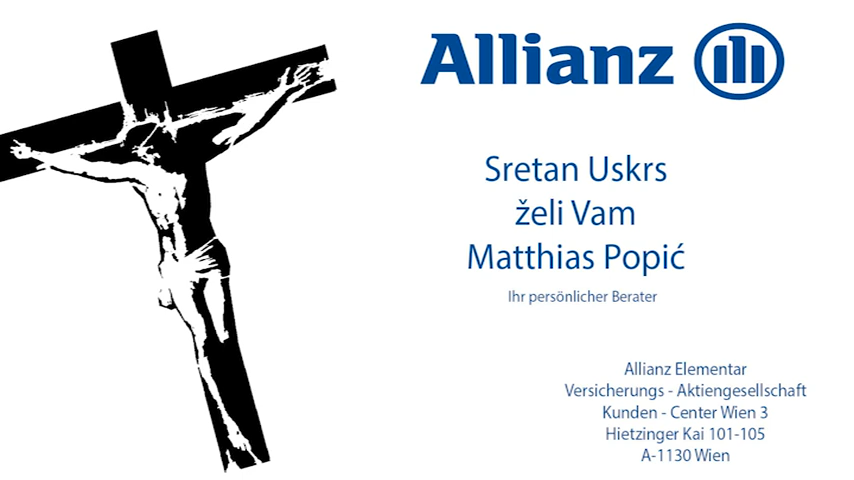 Allianz
Sretan Uskrs
želi Vam
Matthias Popić
Ihr persönlicher Berater
Allianz Elementar
Versicherungs - Aktiengesellschaft
Kunden - Center Wien 3
Hietzinger Kai 101-105
A-1130 Wien